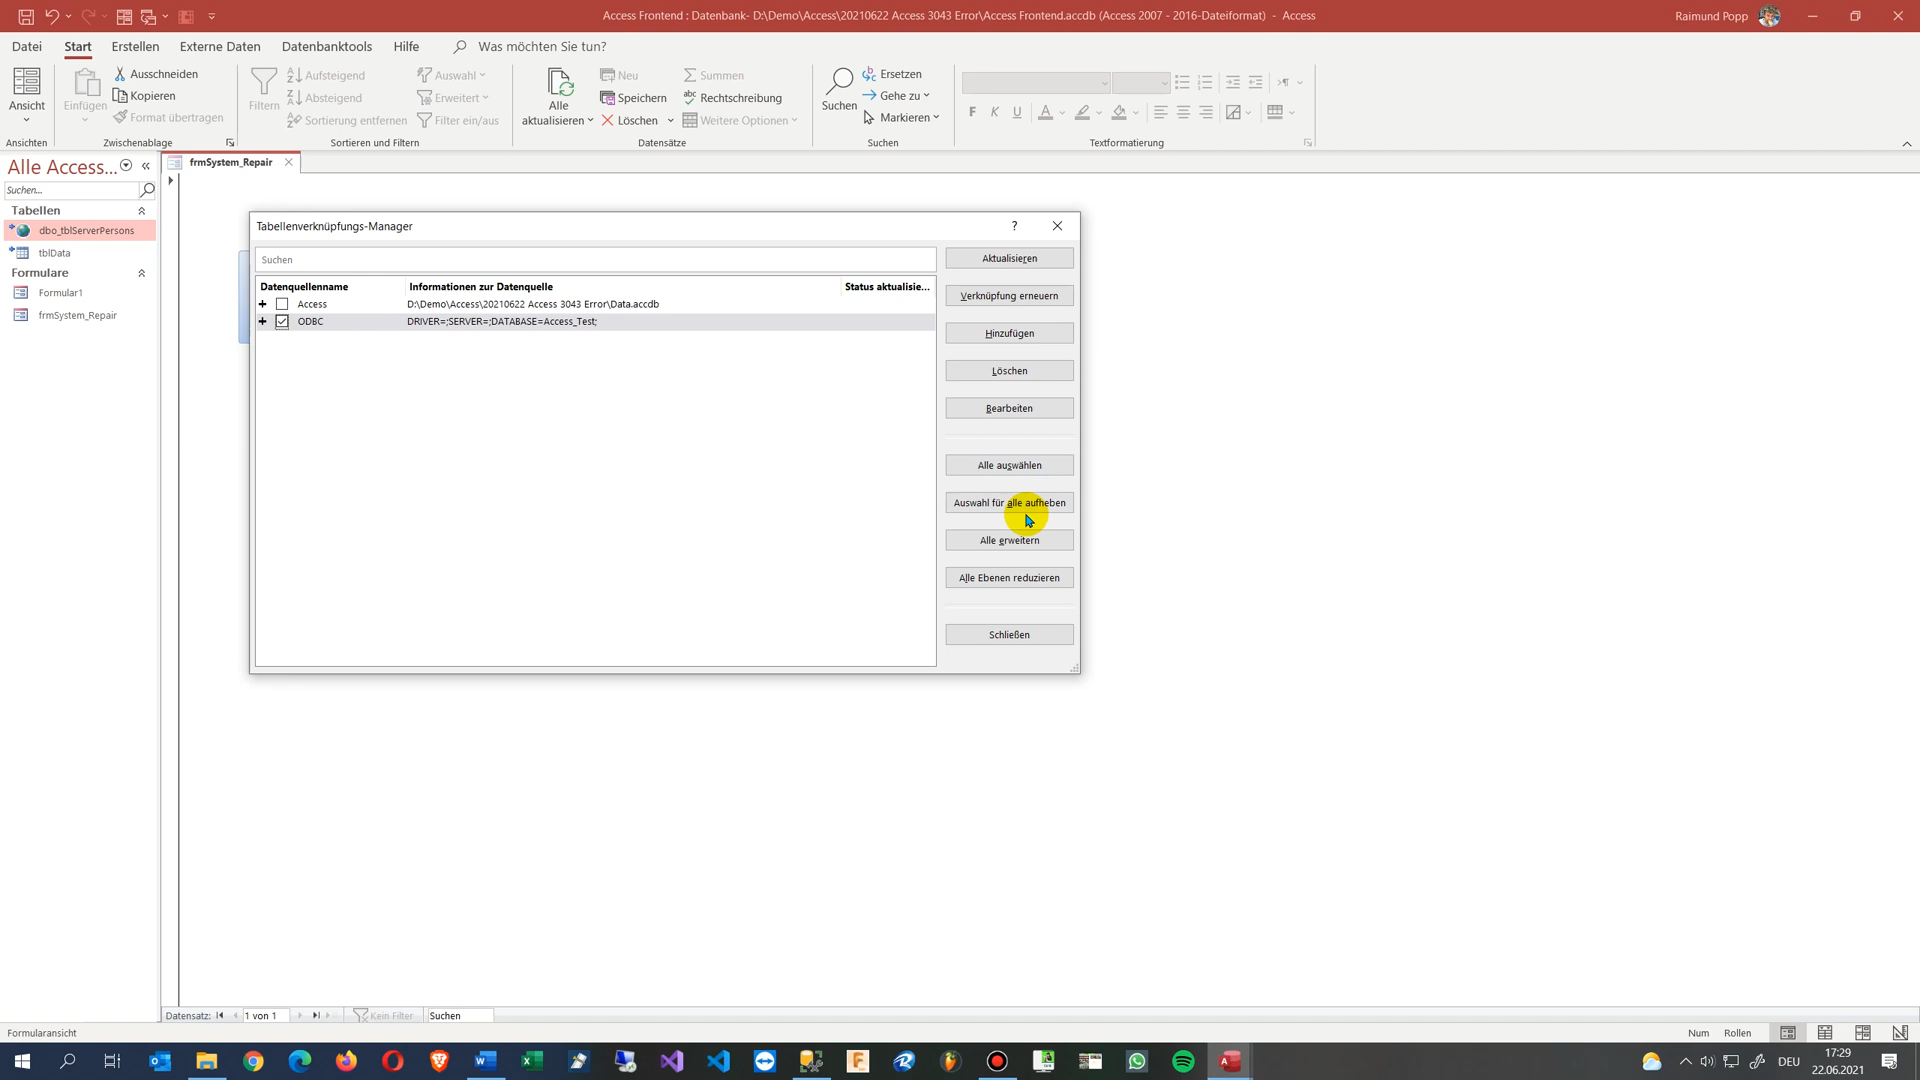 Access Frontend : Datenbank- D:\Demo\Access\20210622 Access 3043 Error\Access Frontend.accdb (Access 2007 - 2016-Dateiformat) - Access
Raimund Popp
Datei Start Erstellen Externe Daten Datenbanktools Hilfe Was möchten Sie tun?
Ansicht
Ansichten
Einfügen
Ausschneiden
Kopieren
Format übertragen
Zwischenablage
Filtern
Aufsteigend
Absteigend
Sortierung entfernen
Auswahl
Erweitert
Filter ein/aus
Sortieren und Filtern
Alle
aktualisieren
Neu
Speichern
Löschen
Summen
Rechtschreibung
Weitere Optionen
Datensätze
Suchen
Ersetzen
Gehe zu
Markieren
Suchen
F K U A
Textformatierung
Alle Access...
Suchen...
Tabellen
dbo_tblServerPersons
tblData
Formulare
Formular1
frmSystem_Repair
frmSystem_Repair
Tabellenverknüpfungs-Manager ?
Suchen
Datenquellenname Informationen zur Datenquelle Status aktualisie...
Access D:\Demo\Access\20210622 Access 3043 Error\Data.accdb
ODBC DRIVER=;SERVER=;DATABASE=Access_Test;
Aktualisieren
Verknüpfung erneuern
Hinzufügen
Löschen
Bearbeiten
Alle auswählen
Auswahl für alle aufheben
Alle erweitern
Alle Ebenen reduzieren
Schließen
Datensatz: 1 von 1 Kein Filter Suchen
Formularansicht Num Rollen
DEU 17:29
22.06.2021